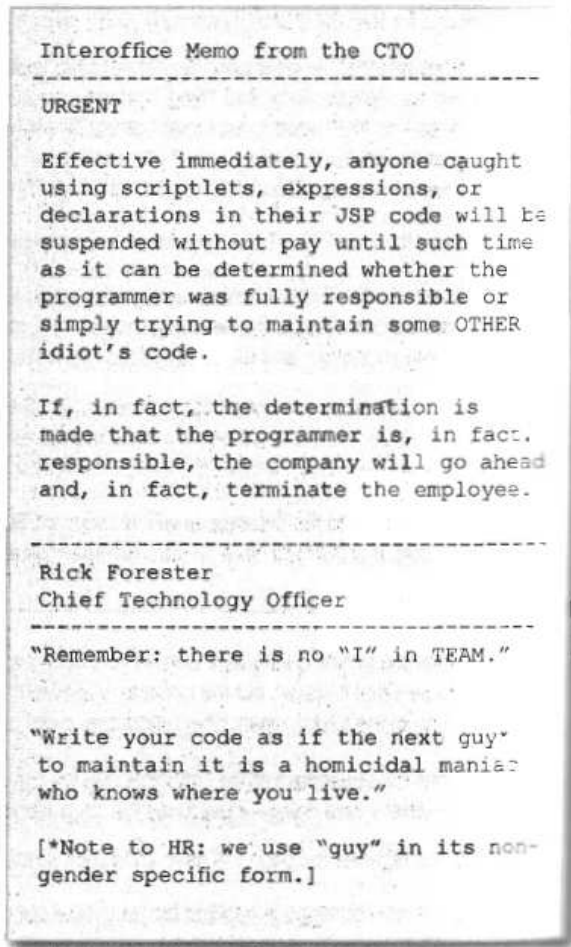 Interoffice Memo from the CTO
URGENT
Effective immediately, anyone caught
using scriptlets, expressions, or
declarations in their JSP code will be
suspended without pay until such time
as it can be determined whether the
programmer was fully responsible or
simply trying to maintain some OTHER
idiot's code.
If, in fact, the determination is
made that the programmer is, in fact,
responsible, the company will go ahead
and, in fact, terminate the employee.
Rick Forester
Chief Technology Officer
"Remember: there is no "I" in TEAM."
"Write your code as if the next guy*
to maintain it is a homicidal maniac
who knows where you live."
[*Note to HR: we use "guy" in its non-
gender specific form.]